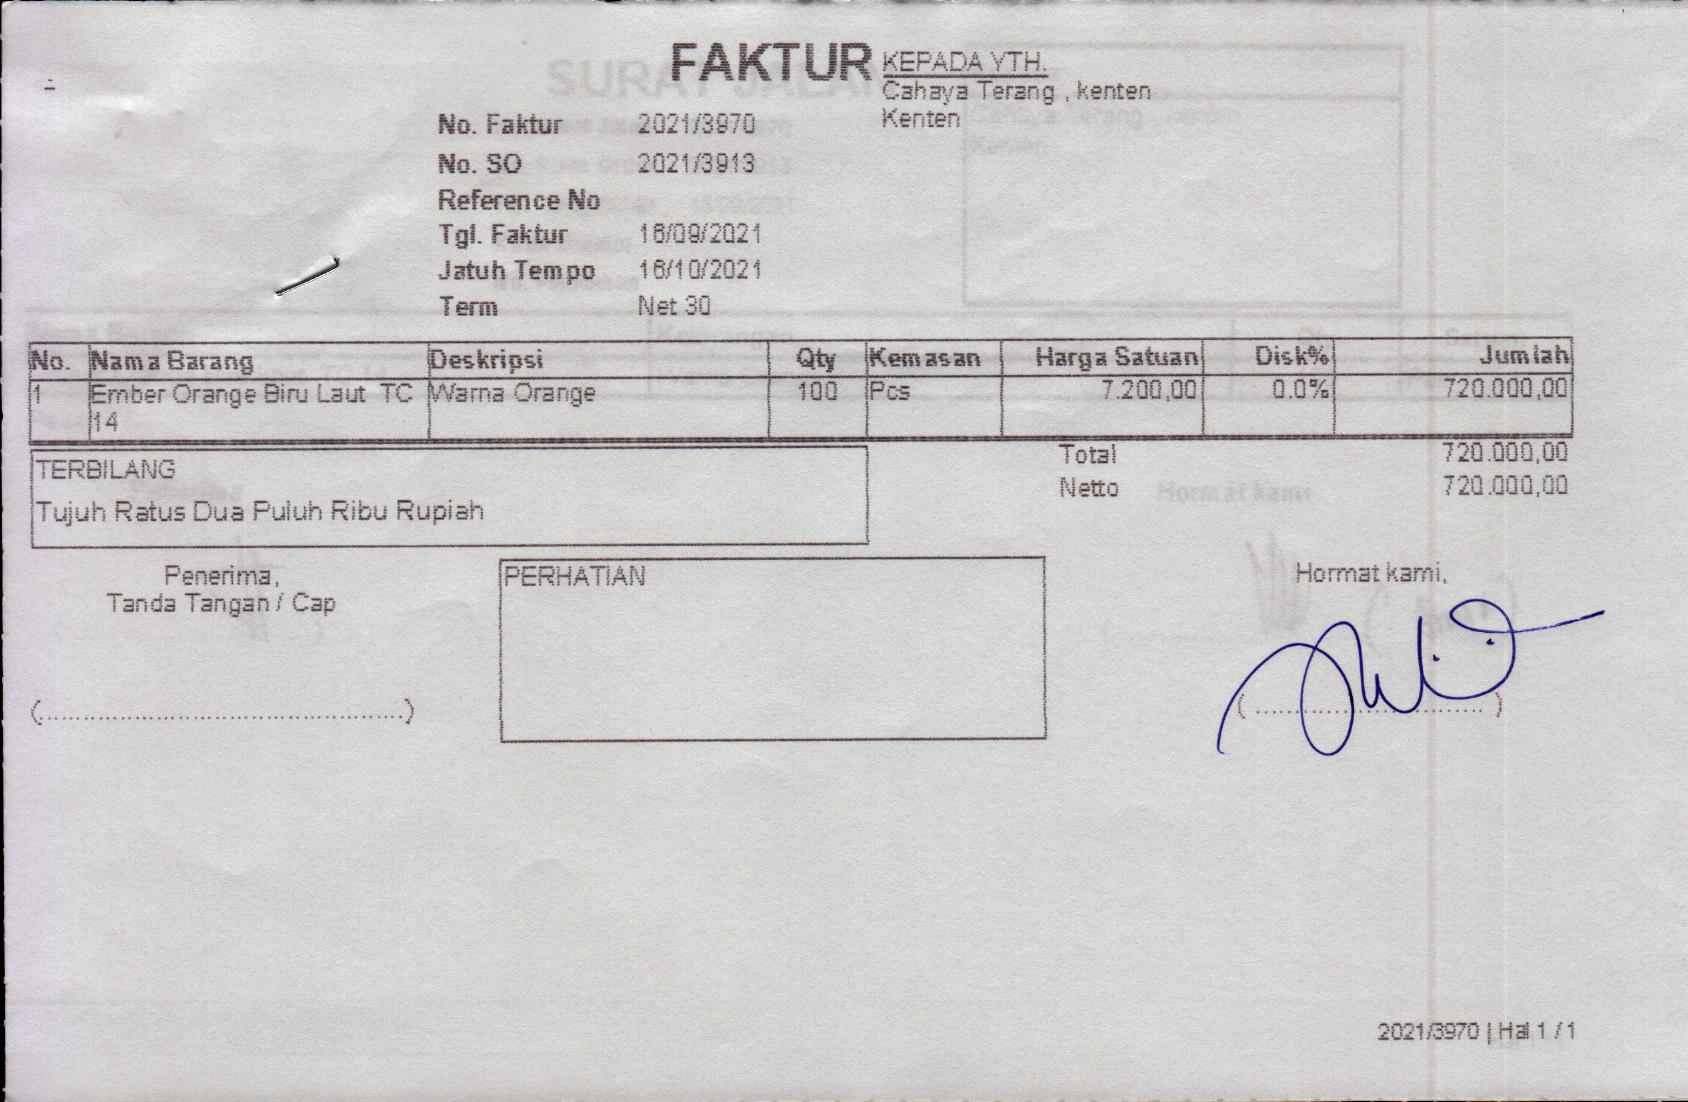 FAKTUR
KEPADA YTH.
Cahaya Terang , kenten
Kenten
No. Faktur 2021/3970
No. SO 2021/3913
Reference No
Tgl. Faktur 16/09/2021
Jatuh Tempo 16/10/2021
Term Net 30
No. Nama Barang Deskripsi Qty Kemasan Harga Satuan Disk% Jumlah
1 Ember Orange Biru Laut TC Warna Orange 100 Pcs 7.200,00 0.0% 720.000,00
14
Total 720.000,00
Netto 720.000,00
TERBILANG
Tujuh Ratus Dua Puluh Ribu Rupiah
Penerima,
Tanda Tangan / Cap
(................................................)
PERHATIAN
Hormat kami,
(................................)
2021/3970 | Hal 1 / 1